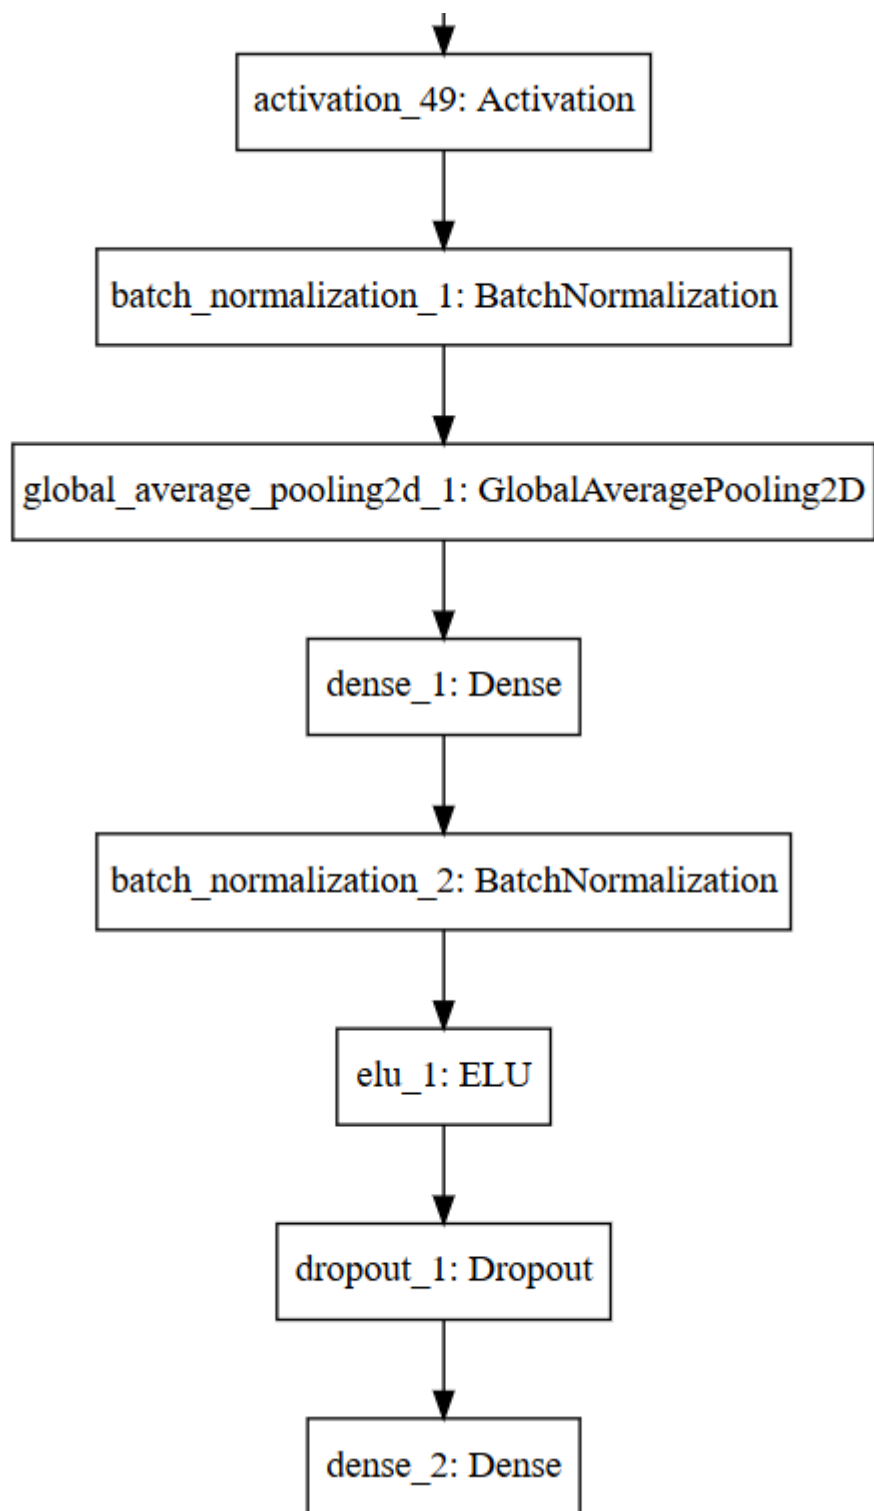 activation_49: Activation
batch_normalization_1: BatchNormalization
global_average_pooling2d_1: GlobalAveragePooling2D
dense_1: Dense
batch_normalization_2: BatchNormalization
elu_1: ELU
dropout_1: Dropout
dense_2: Dense